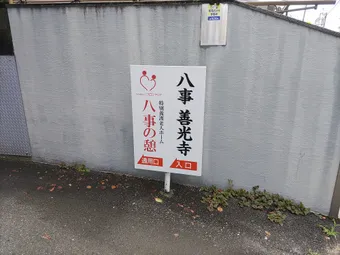 八事 善光寺
入口
特別養護老人ホーム
八事の憩
通用口